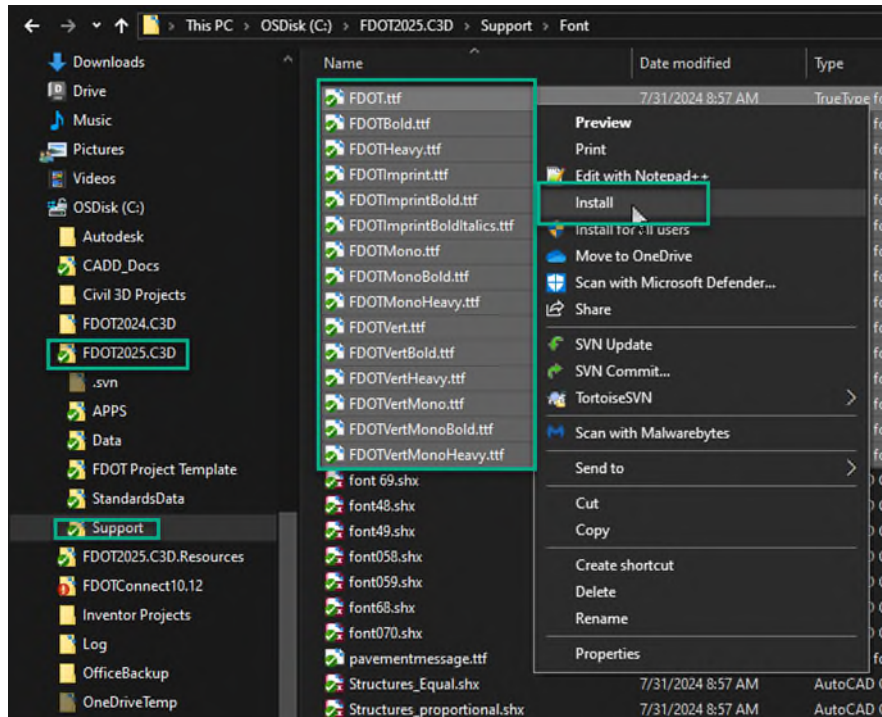 This PC > OSDisk (C:) > FDOT2025.C3D > Support > Font
Downloads
Drive
Music
Pictures
Videos
OSDisk (C:)
Autodesk
CADD_Docs
Civil 3D Projects
FDOT2024.C3D
FDOT2025.C3D
.svn
APPS
Data
FDOT Project Template
StandardsData
Support
FDOT2025.C3D.Resources
FDOTConnect10.12
Inventor Projects
Log
OfficeBackup
OneDriveTemp
Name Date modified Type
FDOT.ttf 7/31/2024 8:57 AM TrueType fo
FDOTBold.ttf
FDOTHeavy.ttf
FDOTImprint.ttf
FDOTImprintBold.ttf
FDOTImprintBoldItalics.ttf
FDOTMono.ttf
FDOTMonoBold.ttf
FDOTMonoHeavy.ttf
FDOTVert.ttf
FDOTVertBold.ttf
FDOTVertHeavy.ttf
FDOTVertMono.ttf
FDOTVertMonoBold.ttf
FDOTVertMonoHeavy.ttf
font 69.shx
font48.shx
font49.shx
font058.shx
font059.shx
font68.shx
font070.shx
pavementmessage.ttf
Structures_Equal.shx 7/31/2024 8:57 AM AutoCAD
Structures_proportional.shx 7/31/2024 8:57 AM AutoCAD
Preview
Print
Edit with Notepad++
Install
Install for all users
Move to OneDrive
Scan with Microsoft Defender...
Share
SVN Update
SVN Commit...
TortoiseSVN
Scan with Malwarebytes
Send to
Cut
Copy
Create shortcut
Delete
Rename
Properties